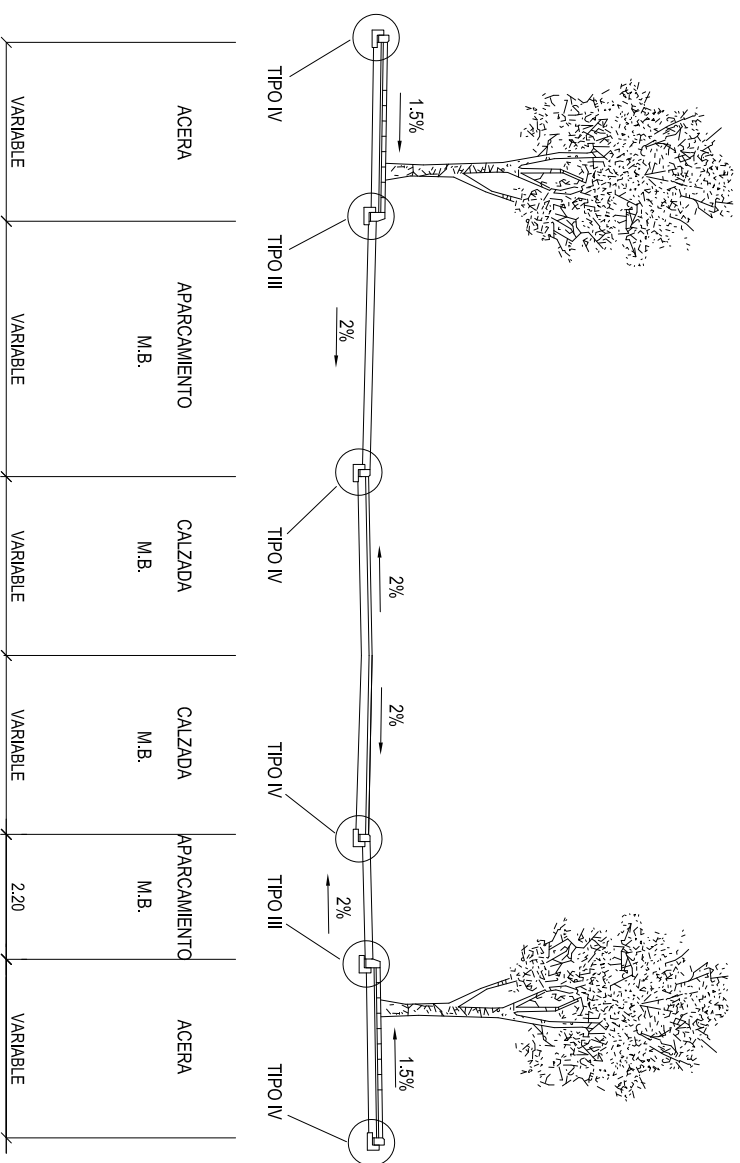 1.5%
2%
2%
2%
2%
1.5%
TIPO IV
TIPO III
TIPO IV
TIPO IV
TIPO III
TIPO IV
ACERA
APARCAMIENTO
CALZADA
CALZADA
APARCAMIENTO
ACERA
M.B.
M.B.
M.B.
M.B.
VARIABLE
VARIABLE
VARIABLE
VARIABLE
2.20
VARIABLE